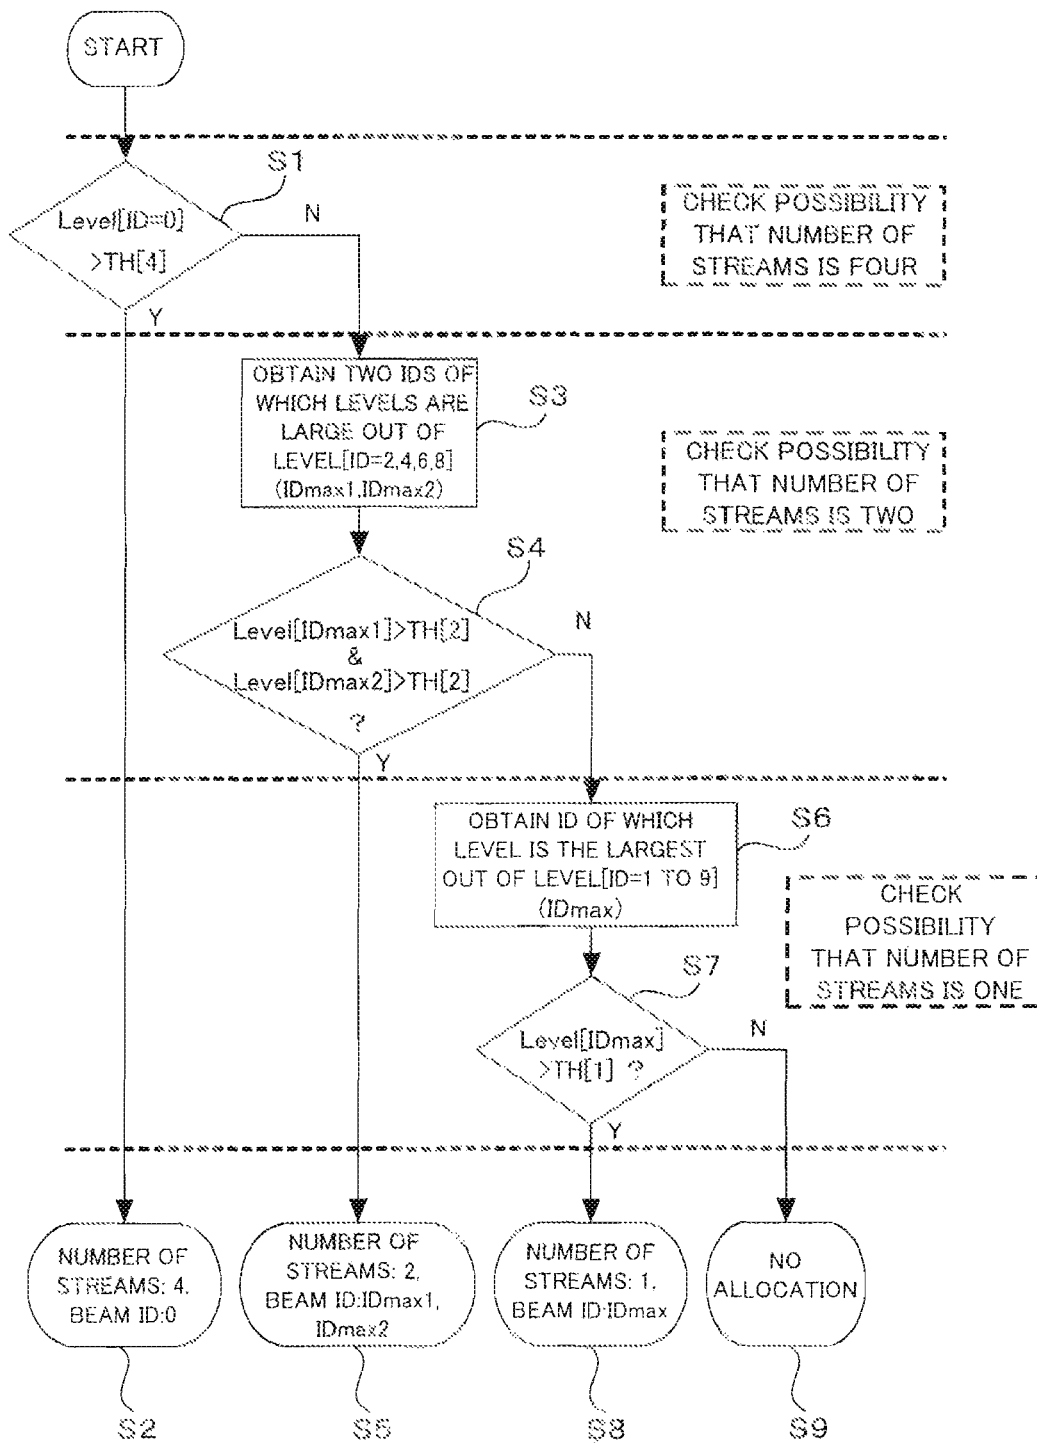 START
S1
Level[ID=0]
>TH[4]
N
Y
CHECK POSSIBILITY
THAT NUMBER OF
STREAMS IS FOUR
OBTAIN TWO IDS OF
WHICH LEVELS ARE
LARGE OUT OF
LEVEL[ID=2,4,6,8]
(IDmax1,IDmax2)
S3
CHECK POSSIBILITY
THAT NUMBER OF
STREAMS IS TWO
S4
Level[IDmax1]>TH[2]
&
Level[IDmax2]>TH[2]
?
N
Y
OBTAIN ID OF WHICH
LEVEL IS THE LARGEST
OUT OF LEVEL[ID=1 TO 9]
(IDmax)
S6
CHECK
POSSIBILITY
THAT NUMBER OF
STREAMS IS ONE
S7
Level[IDmax]
>TH[1] ?
N
Y
NUMBER OF
STREAMS: 4,
BEAM ID:0
NUMBER OF
STREAMS: 2,
BEAM ID:IDmax1,
IDmax2
NUMBER OF
STREAMS: 1,
BEAM ID:IDmax
NO
ALLOCATION
S2
S5
S8
S9